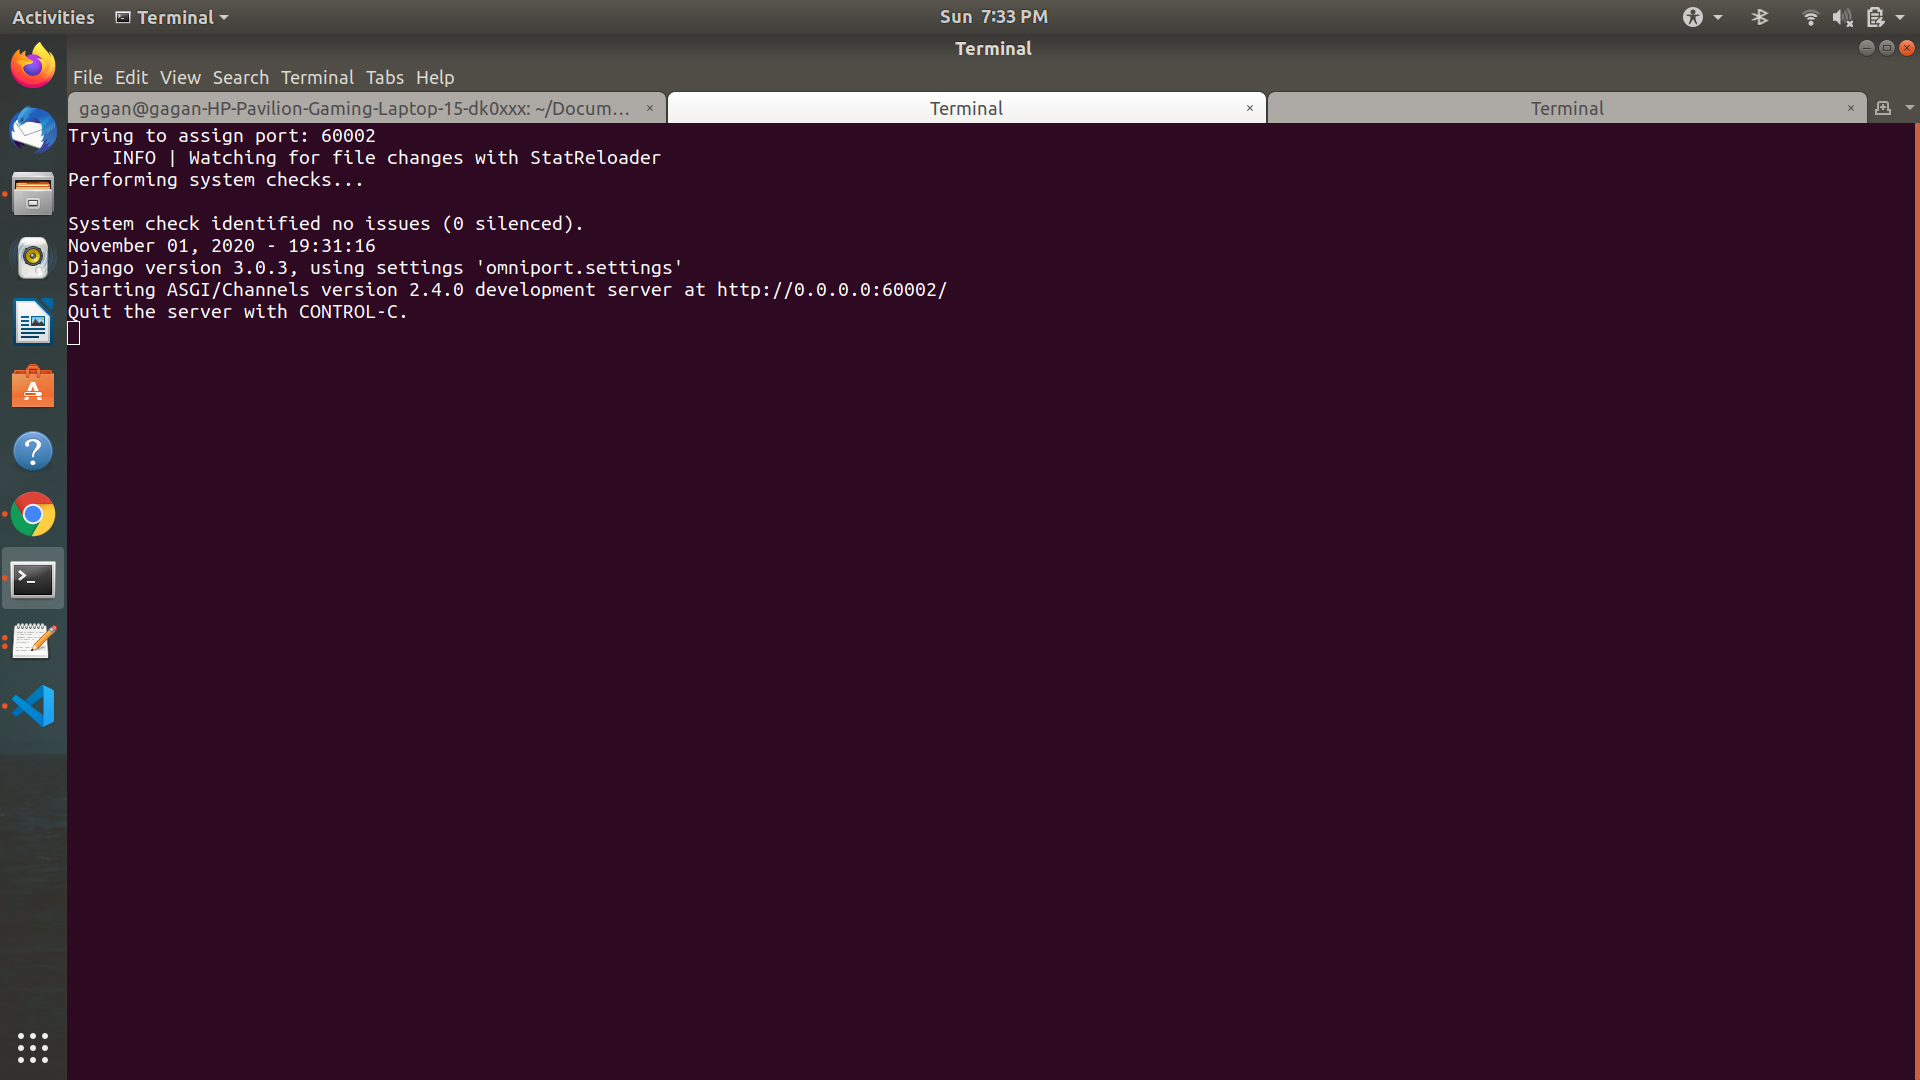 Activities Terminal Sun 7:33 PM
Terminal
File Edit View Search Terminal Tabs Help
gagan@gagan-HP-Pavilion-Gaming-Laptop-15-dk0xxx: ~/Docum... Terminal Terminal
Trying to assign port: 60002
INFO | Watching for file changes with StatReloader
Performing system checks...
System check identified no issues (0 silenced).
November 01, 2020 - 19:31:16
Django version 3.0.3, using settings 'omniport.settings'
Starting ASGI/Channels version 2.4.0 development server at http://0.0.0.0:60002/
Quit the server with CONTROL-C.